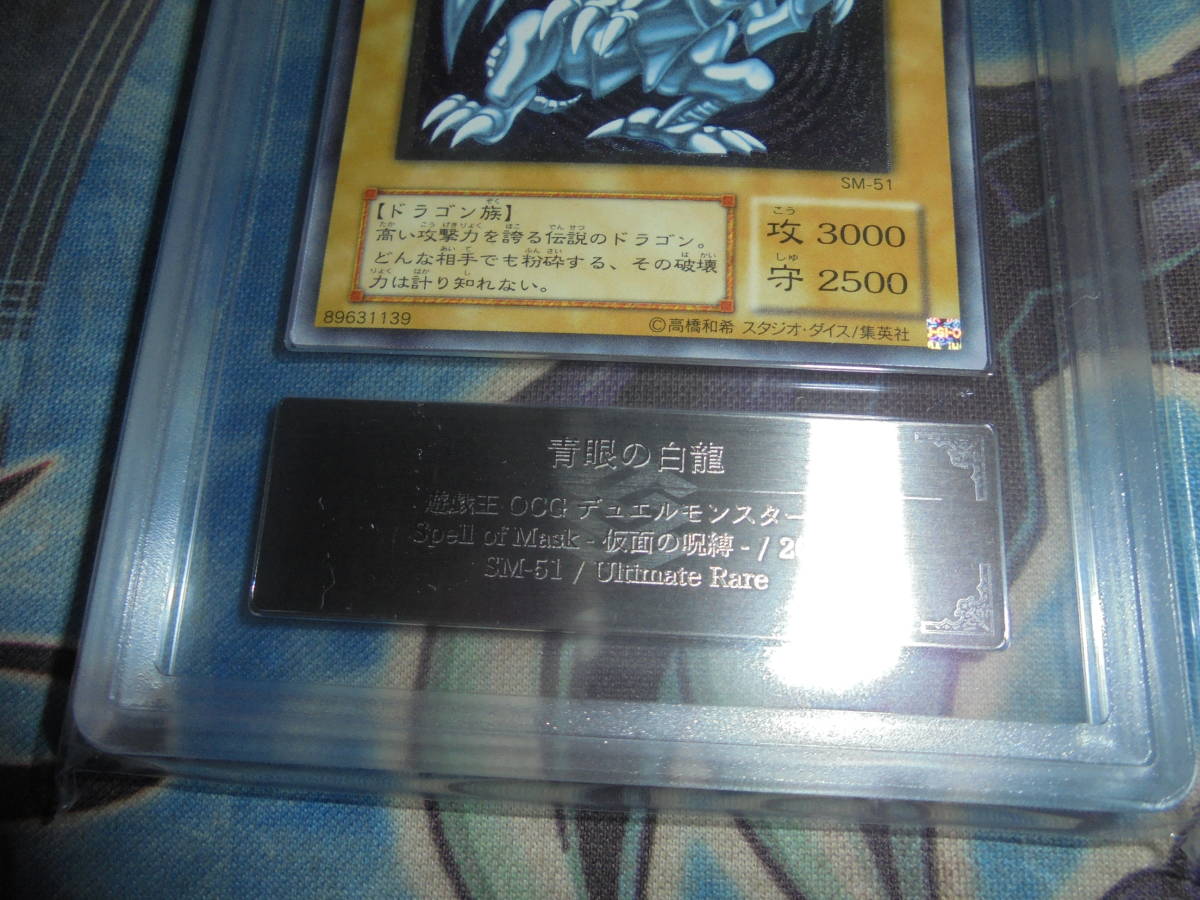 SM-51
【ドラゴン族】
高い攻撃力を誇る伝説のドラゴン。
どんな相手でも粉砕する、その破壊
力は計り知れない。
攻 3000
守 2500
89631139
©高橋和希 スタジオ・ダイス/集英社
青眼の白龍
遊戯王 OCG デュエルモンスター
Spell of Mask - 仮面の呪縛 - /
SM-51 / Ultimate Rare